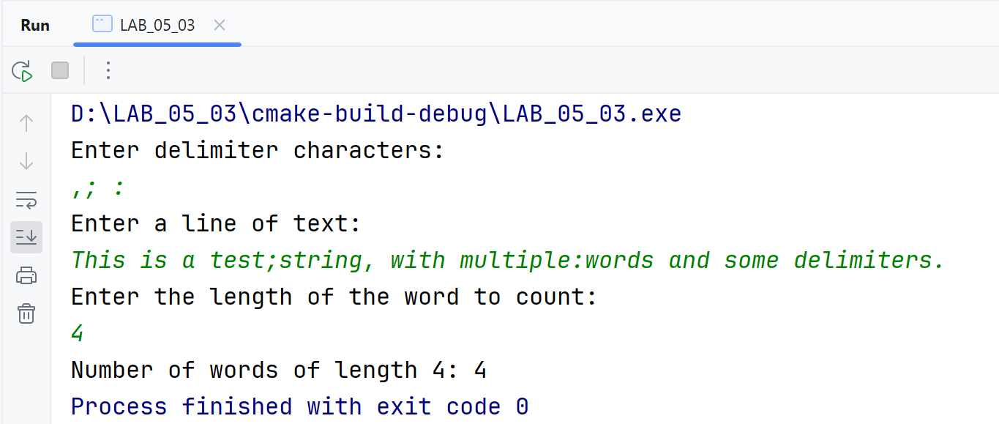 Run LAB_05_03
D:\LAB_05_03\cmake-build-debug\LAB_05_03.exe
Enter delimiter characters:
,; :
Enter a line of text:
This is a test;string, with multiple:words and some delimiters.
Enter the length of the word to count:
4
Number of words of length 4: 4
Process finished with exit code 0